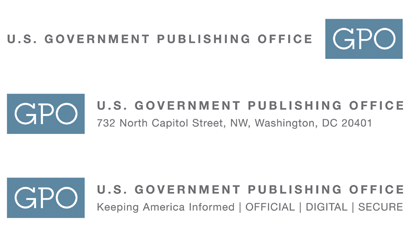 U.S. GOVERNMENT PUBLISHING OFFICE GPO
GPO U.S. GOVERNMENT PUBLISHING OFFICE
732 North Capitol Street, NW, Washington, DC 20401
GPO U.S. GOVERNMENT PUBLISHING OFFICE
Keeping America Informed | OFFICIAL | DIGITAL | SECURE